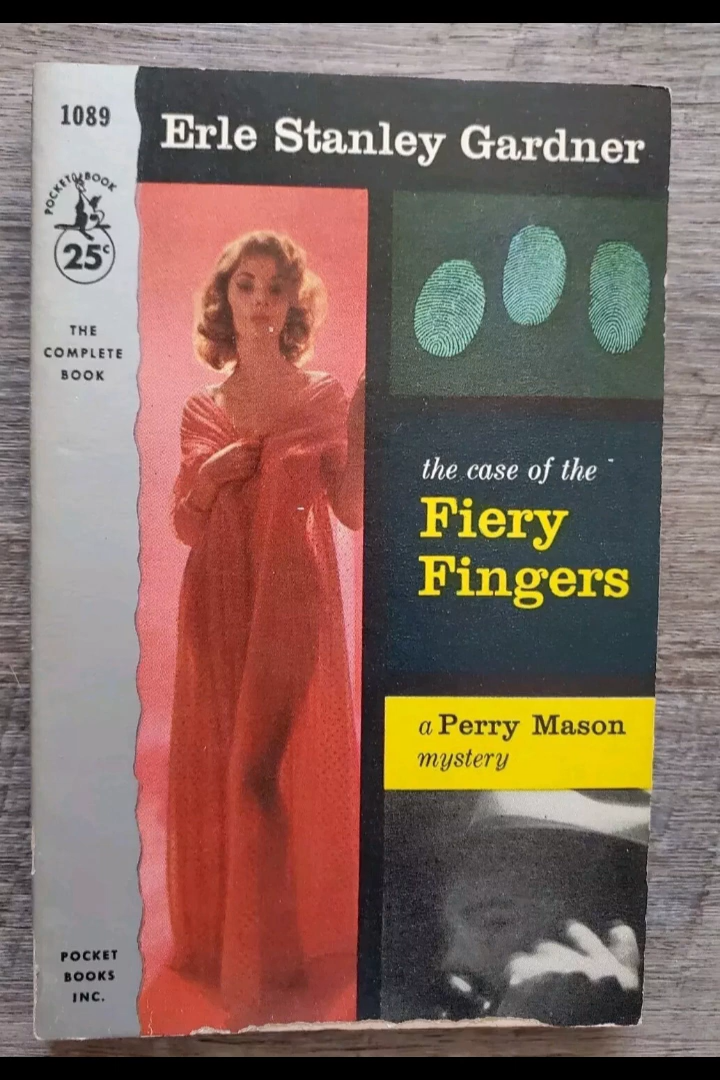 1089
POCKET BOOK
25¢
THE
COMPLETE
BOOK
POCKET
BOOKS
INC.
Erle Stanley Gardner
the case of the
Fiery
Fingers
a Perry Mason
mystery